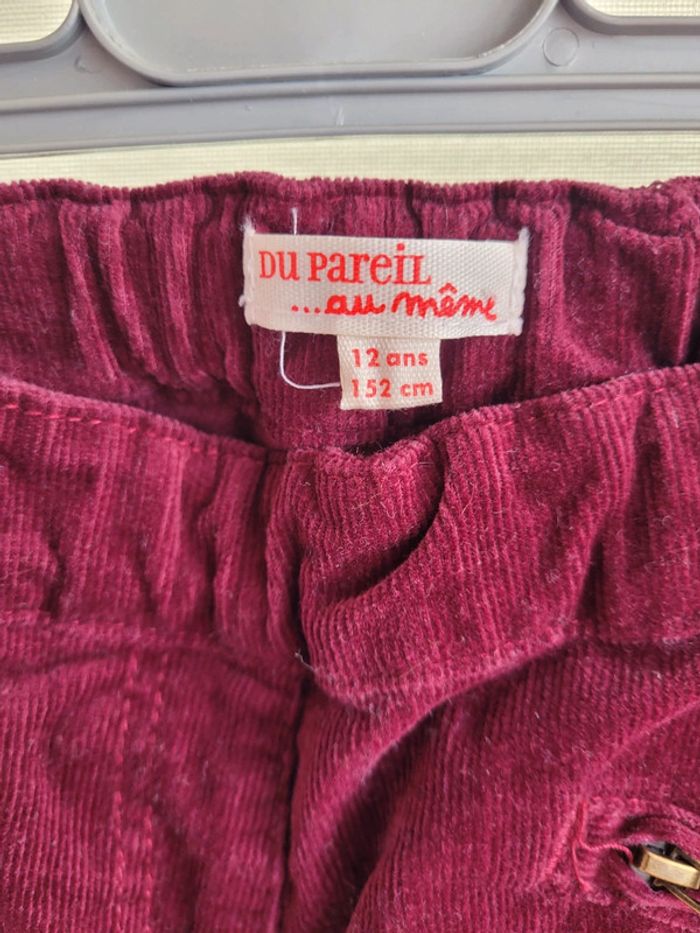 DU PAREIL
...au même
12 ans
152 cm